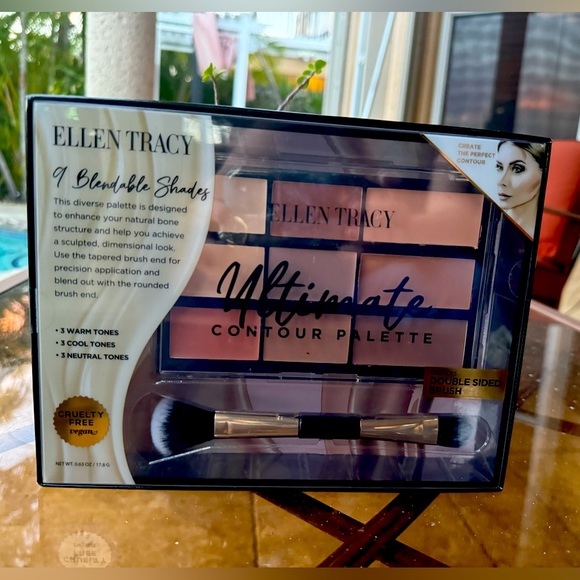 ELLEN TRACY
9 Blendable Shades
This diverse palette is designed
to enhance your natural bone
structure and help you achieve
a sculpted, dimensional look.
Use the tapered brush end for
precision application and
blend out with the rounded
brush end.
• 3 WARM TONES
• 3 COOL TONES
• 3 NEUTRAL TONES
CRUELTY
FREE
vegan
NET WT. 0.63 OZ / 17.8 G
CREATE
THE PERFECT
CONTOUR
ELLEN TRACY
Ultimate
CONTOUR PALETTE
DOUBLE SIDED
BRUSH